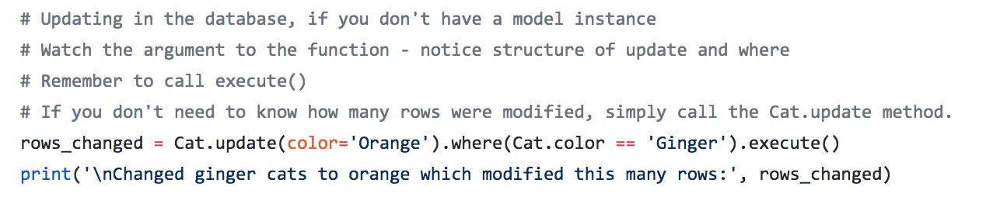 # Updating in the database, if you don't have a model instance
# Watch the argument to the function - notice structure of update and where
# Remember to call execute()
# If you don't need to know how many rows were modified, simply call the Cat.update method.
rows_changed = Cat.update(color='Orange').where(Cat.color == 'Ginger').execute()
print('\nChanged ginger cats to orange which modified this many rows:', rows_changed)